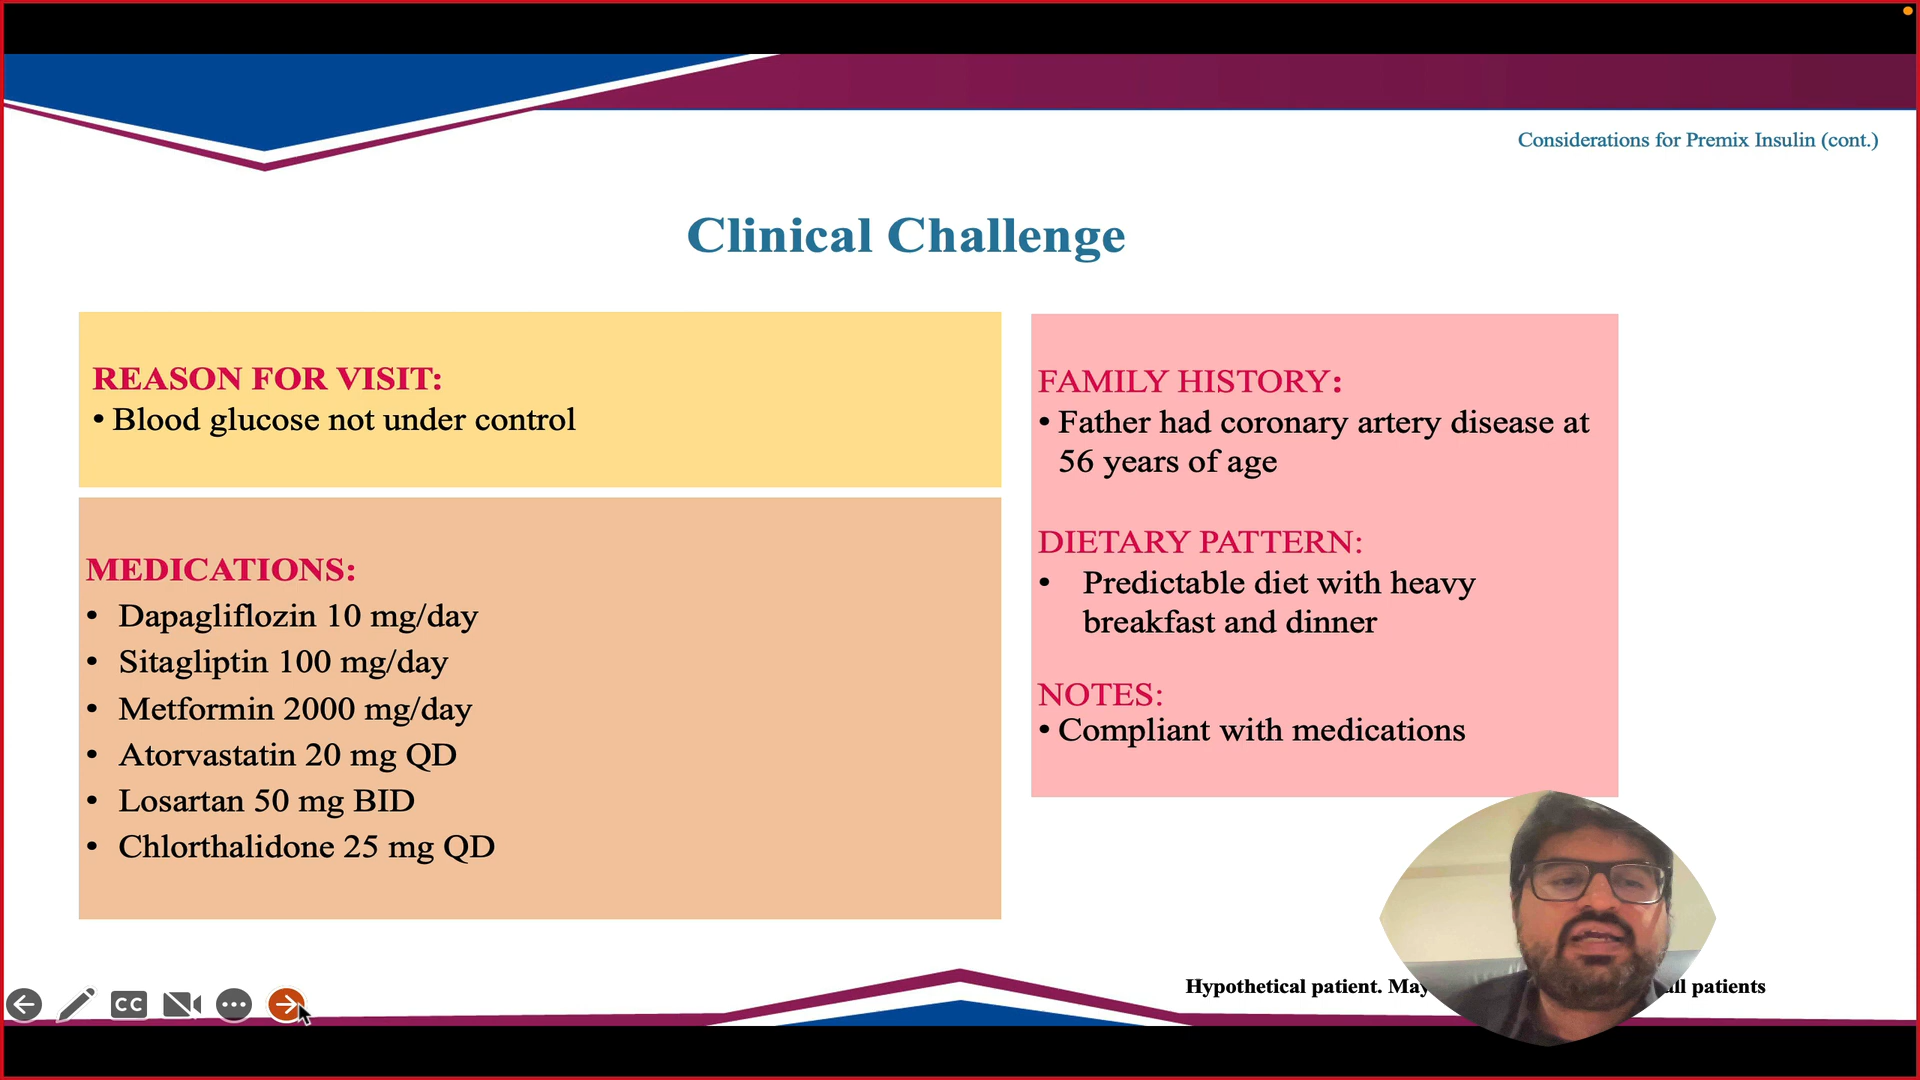 Considerations for Premix Insulin (cont.)
Clinical Challenge
REASON FOR VISIT:
• Blood glucose not under control
MEDICATIONS:
• Dapagliflozin 10 mg/day
• Sitagliptin 100 mg/day
• Metformin 2000 mg/day
• Atorvastatin 20 mg QD
• Losartan 50 mg BID
• Chlorthalidone 25 mg QD
FAMILY HISTORY:
• Father had coronary artery disease at
56 years of age
DIETARY PATTERN:
• Predictable diet with heavy
breakfast and dinner
NOTES:
• Compliant with medications
Hypothetical patient. May patients
CC